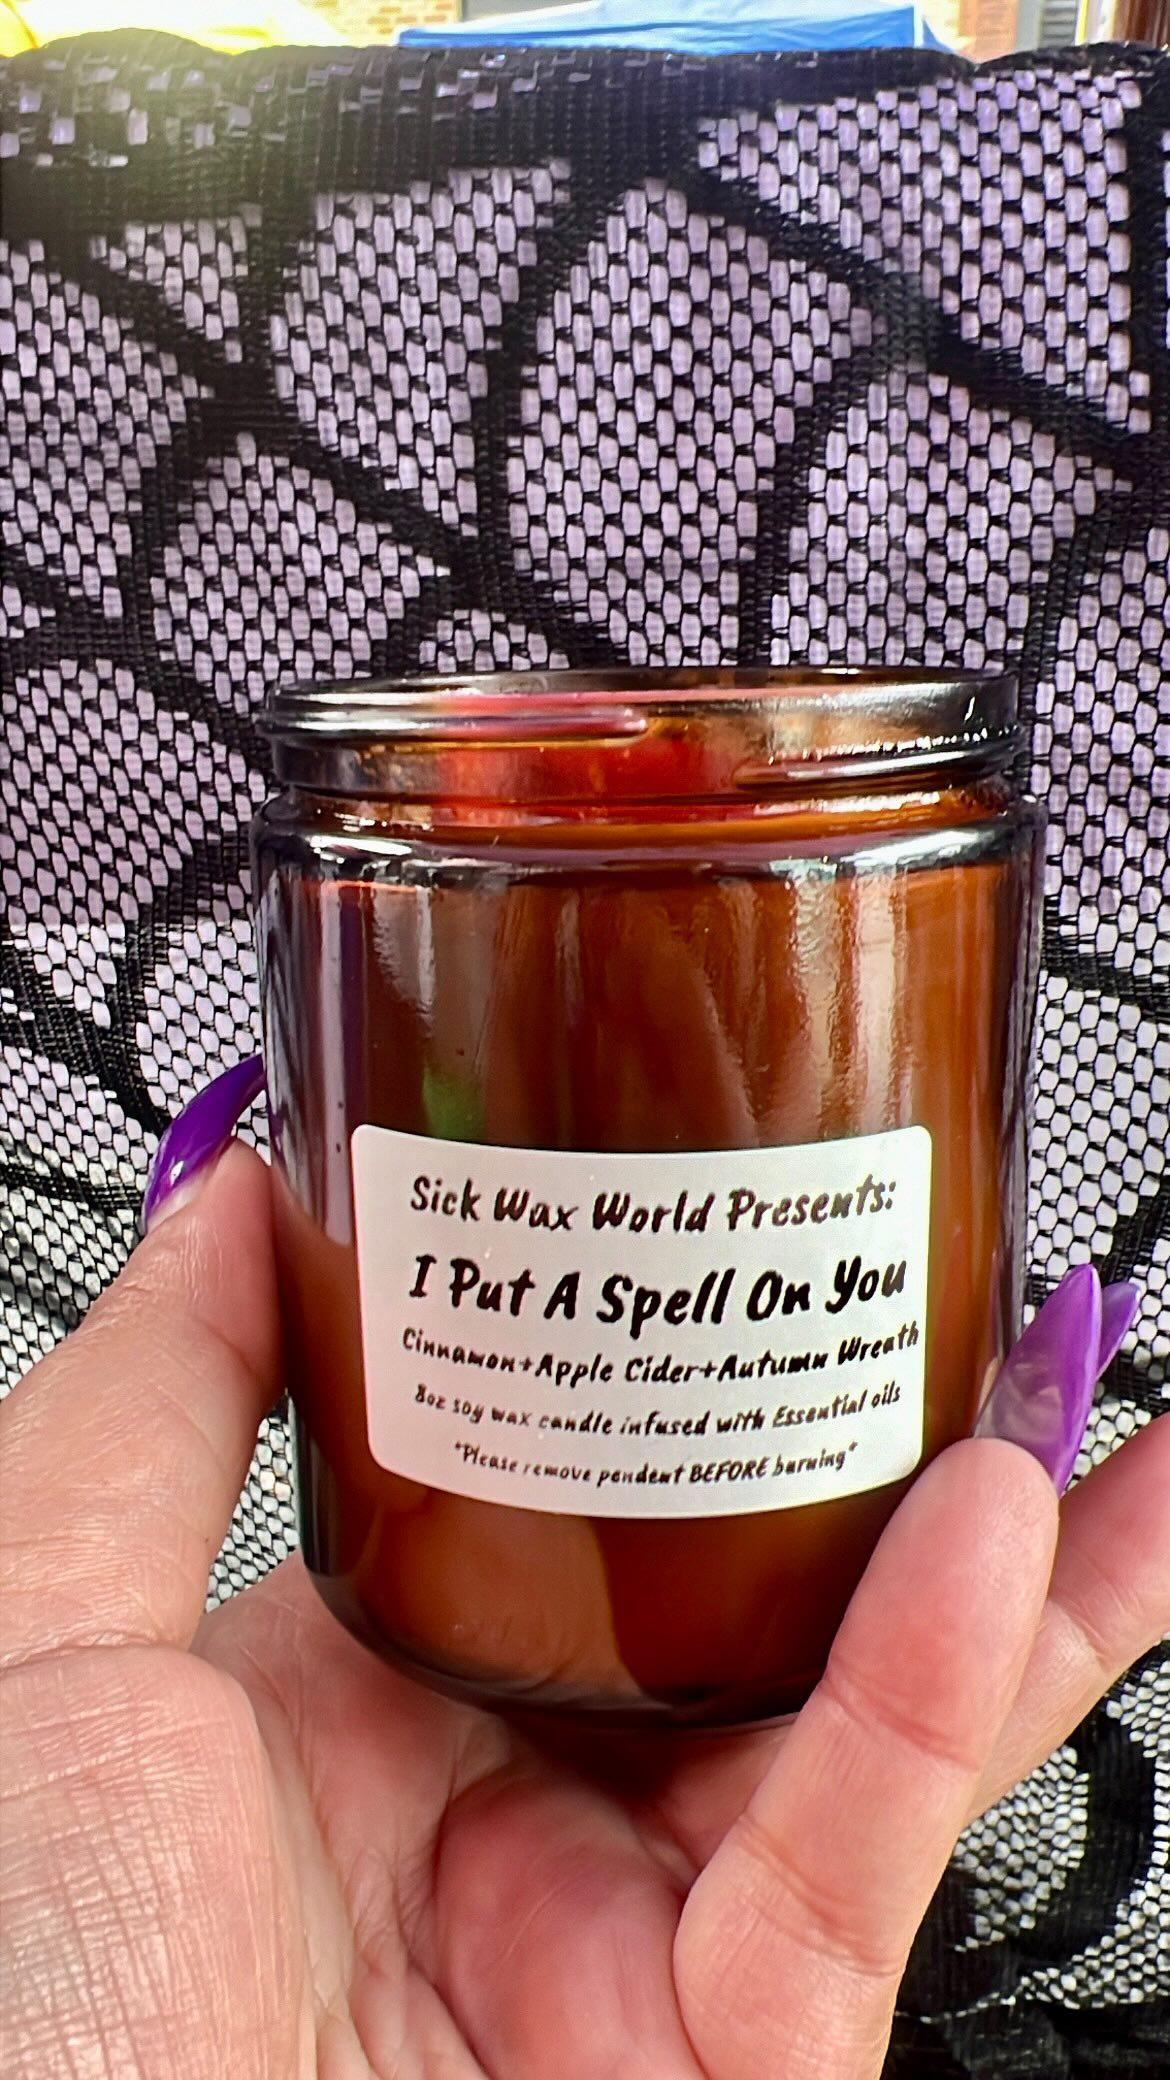 Sick Wax World Presents:
I Put A Spell On You
Cinnamon+Apple Cider+Autumn Wreath
8oz soy wax candle infused with Essential oils
*Please remove pendent BEFORE burning*